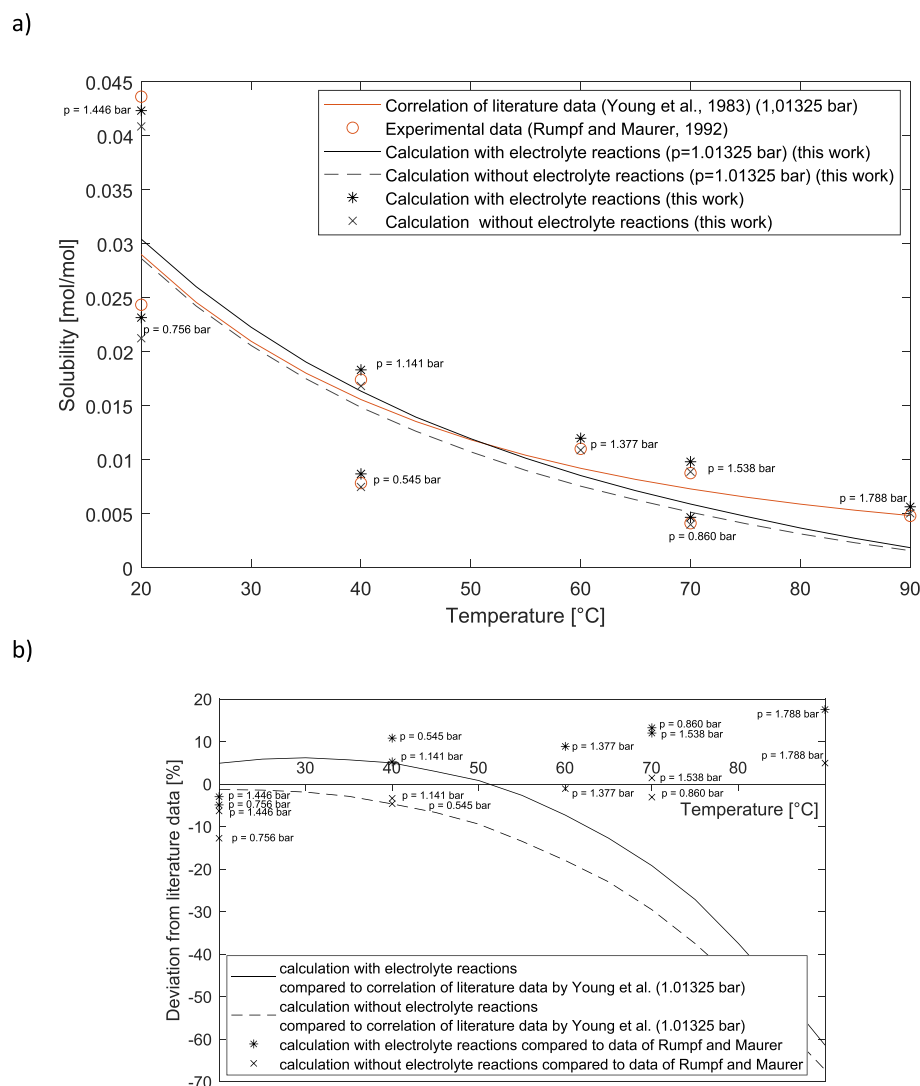 a)
0.045
0.04
0.035
0.03
0.025
0.02
0.015
0.01
0.005
0
Solubility [mol/mol]
p = 1.446 bar
Correlation of literature data (Young et al., 1983) (1,01325 bar)
Experimental data (Rumpf and Maurer, 1992)
Calculation with electrolyte reactions (p=1.01325 bar) (this work)
Calculation without electrolyte reactions (p=1.01325 bar) (this work)
Calculation with electrolyte reactions (this work)
Calculation without electrolyte reactions (this work)
p = 0.756 bar
p = 1.141 bar
p = 0.545 bar
p = 1.377 bar
p = 1.538 bar
p = 0.860 bar
p = 1.788 bar
20 30 40 50 60 70 80 90
Temperature [°C]
b)
20
10
0
-10
-20
-30
-40
-50
-60
-70
Deviation from literature data [%]
p = 1.788 bar
p = 0.860 bar
p = 1.538 bar
p = 0.545 bar
p = 1.377 bar
p = 1.141 bar
p = 1.788 bar
30 40 50 60 70 80
p = 1.538 bar
Temperature [°C]
p = 1.446 bar
p = 0.756 bar
p = 1.446 bar
p = 1.141 bar
p = 0.545 bar
p = 1.377 bar
p = 0.860 bar
p = 0.756 bar
calculation with electrolyte reactions
compared to correlation of literature data by Young et al. (1.01325 bar)
calculation without electrolyte reactions
compared to correlation of literature data by Young et al. (1.01325 bar)
calculation with electrolyte reactions compared to data of Rumpf and Maurer
calculation without electrolyte reactions compared to data of Rumpf and Maurer